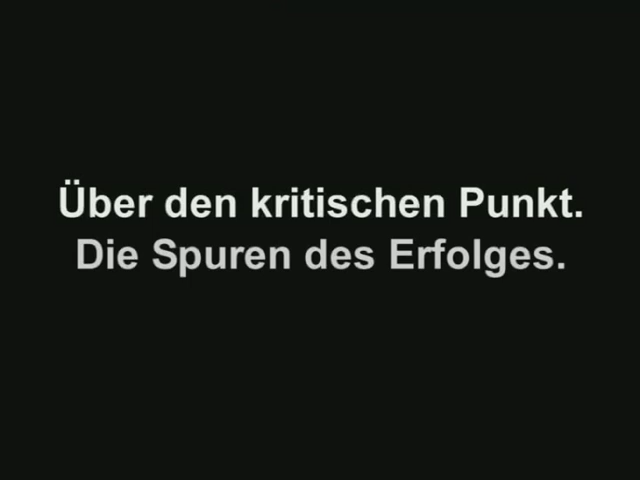 Über den kritischen Punkt.
Die Spuren des Erfolges.